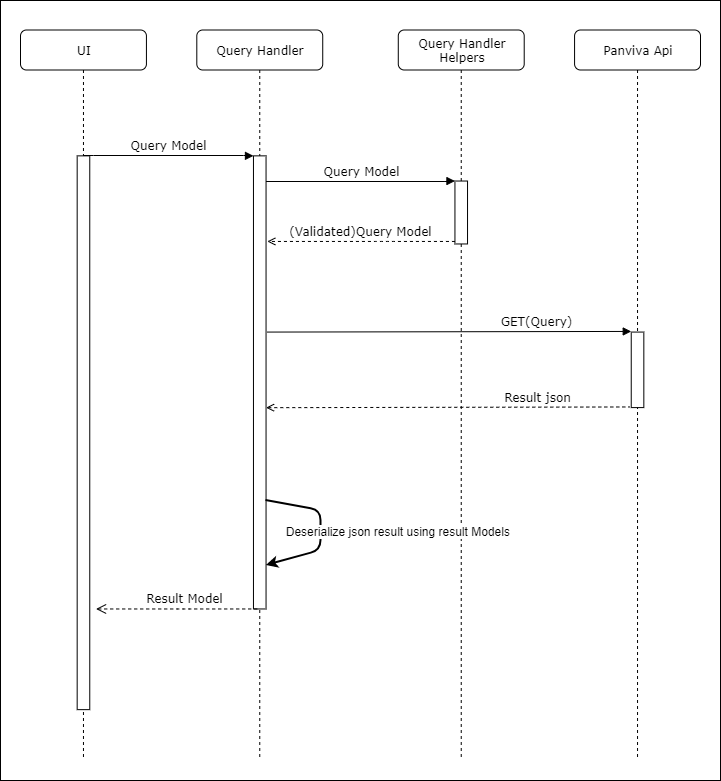 UI
Query Handler
Query Handler
Helpers
Panviva Api
Query Model
Query Model
(Validated)Query Model
GET(Query)
Result json
Deserialize json result using result Models
Result Model